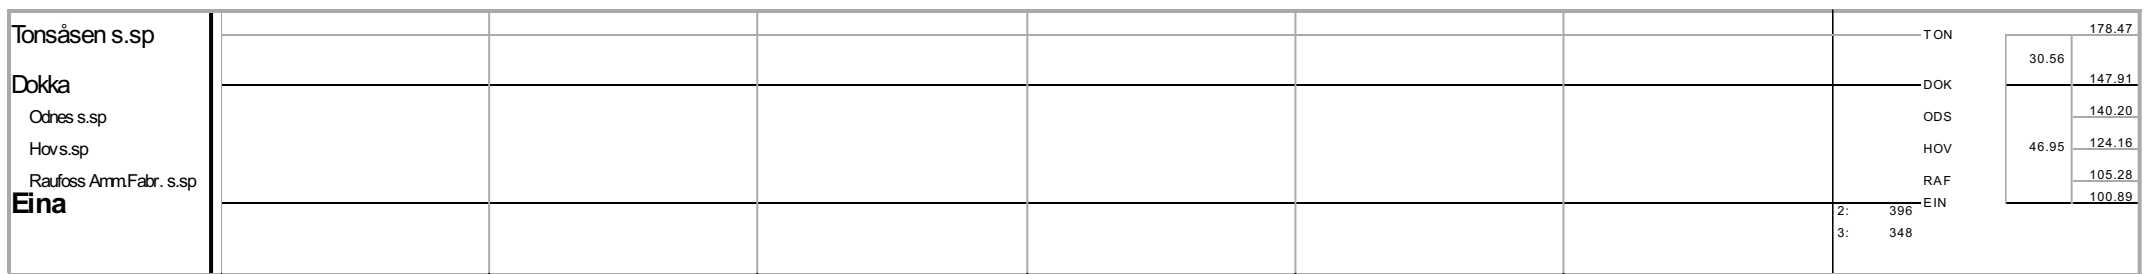 Tonsåsen s.sp TON 178.47
30.56
Dokka DOK 147.91
Odnes s.sp ODS 140.20
Hov s.sp HOV 46.95 124.16
Raufoss Amm.Fabr. s.sp RAF 105.28
Eina EIN 100.89
2: 396
3: 348